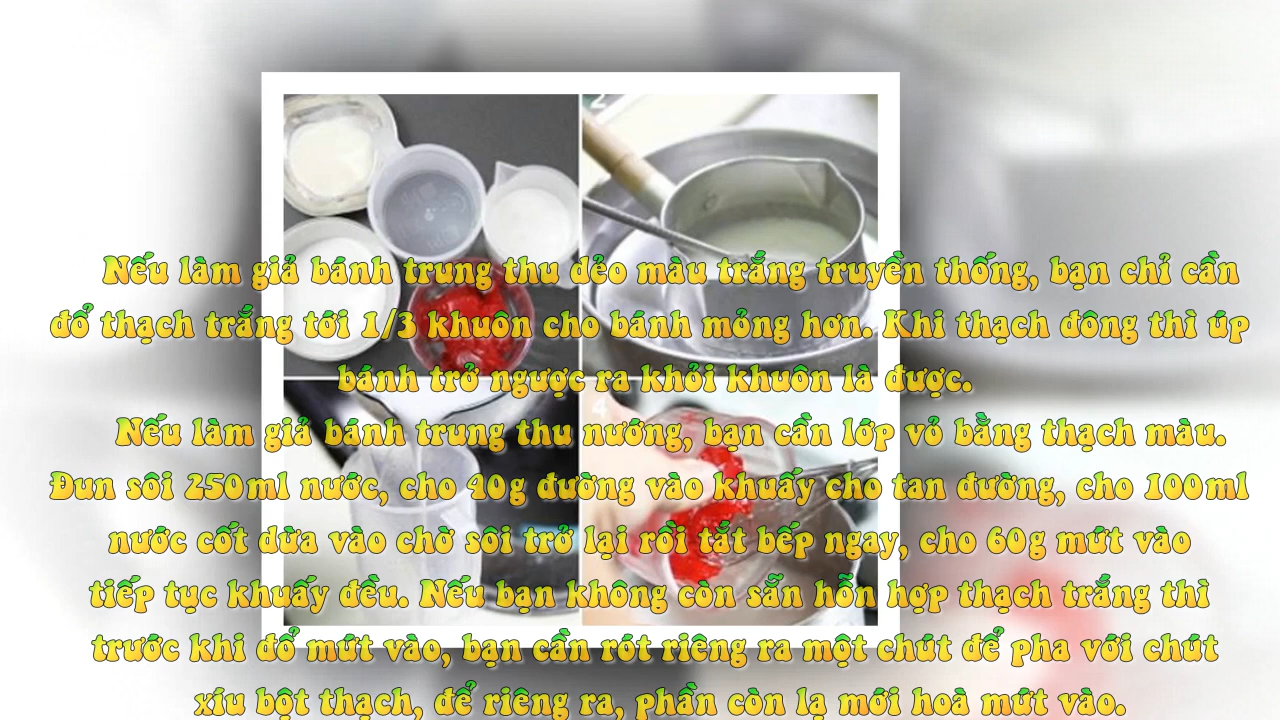 2
Nếu làm giả bánh trung thu dẻo màu trắng truyền thống, bạn chỉ cần
đổ thạch trắng tới 1/3 khuôn cho bánh mỏng hơn. Khi thạch đông thì úp
bánh trở ngược ra khỏi khuôn là được.
Nếu làm giả bánh trung thu nướng, bạn cần lớp vỏ bằng thạch màu.
Đun sôi 250ml nước, cho 40g đường vào khuấy cho tan đường, cho 100ml
nước cốt dừa vào chờ sôi trở lại rồi tắt bếp ngay, cho 60g mứt vào
tiếp tục khuấy đều. Nếu bạn không còn sẵn hỗn hợp thạch trắng thì
trước khi đổ mứt vào, bạn cần rót riêng ra một chút để pha với chút
xíu bột thạch, để riêng ra, phần còn lạ mới hoà mứt vào.
4